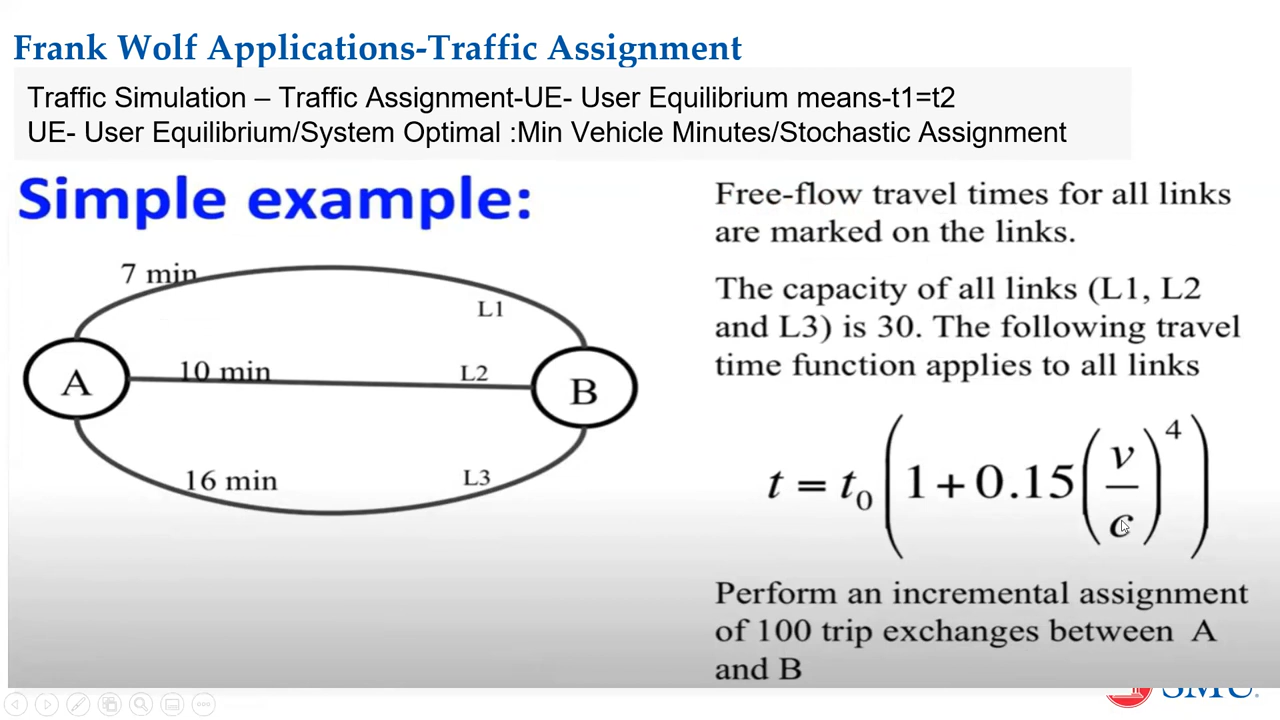 Frank Wolf Applications-Traffic Assignment
Traffic Simulation – Traffic Assignment-UE- User Equilibrium means-t1=t2
UE- User Equilibrium/System Optimal :Min Vehicle Minutes/Stochastic Assignment
Simple example:
7 min
L1
A
10 min
L2
B
16 min
L3
Free-flow travel times for all links
are marked on the links.
The capacity of all links (L1, L2
and L3) is 30. The following travel
time function applies to all links
t = t₀ (1 + 0.15 (v/c)⁴)
Perform an incremental assignment
of 100 trip exchanges between A
and B